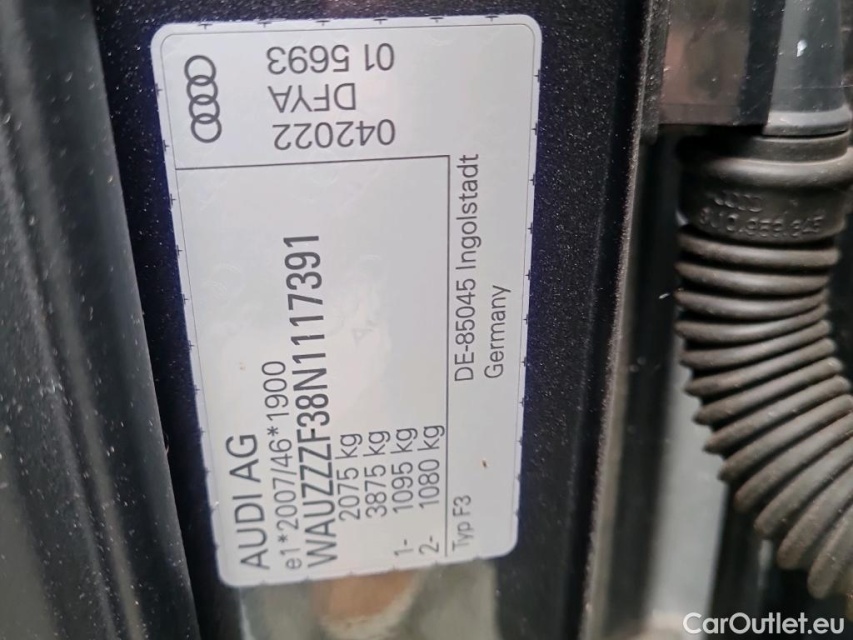 AUDI AG
e1*2007/46*1900
WAUZZZF38N1117391
2075 kg
3875 kg
1- 1095 kg
2- 1080 kg
Typ F3
DE-85045 Ingolstadt
Germany
042022
DFYA
01 5693
CarOutlet.eu